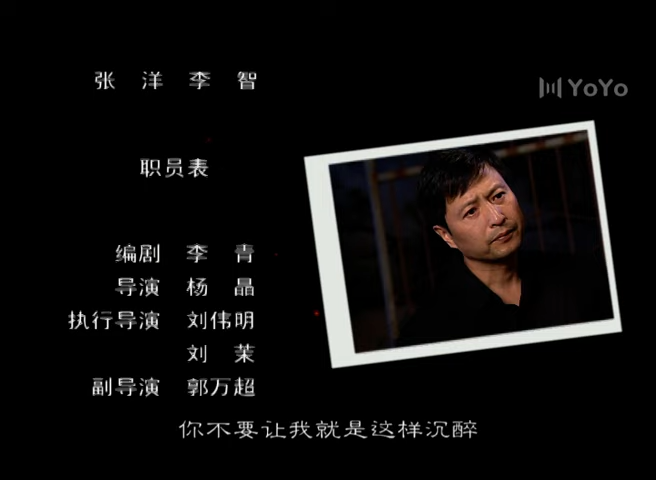 张 洋 李 智
YoYo
职员表
编剧 李 青
导演 杨 晶
执行导演 刘伟明
刘 茉
副导演 郭万超
你不要让我就是这样沉醉